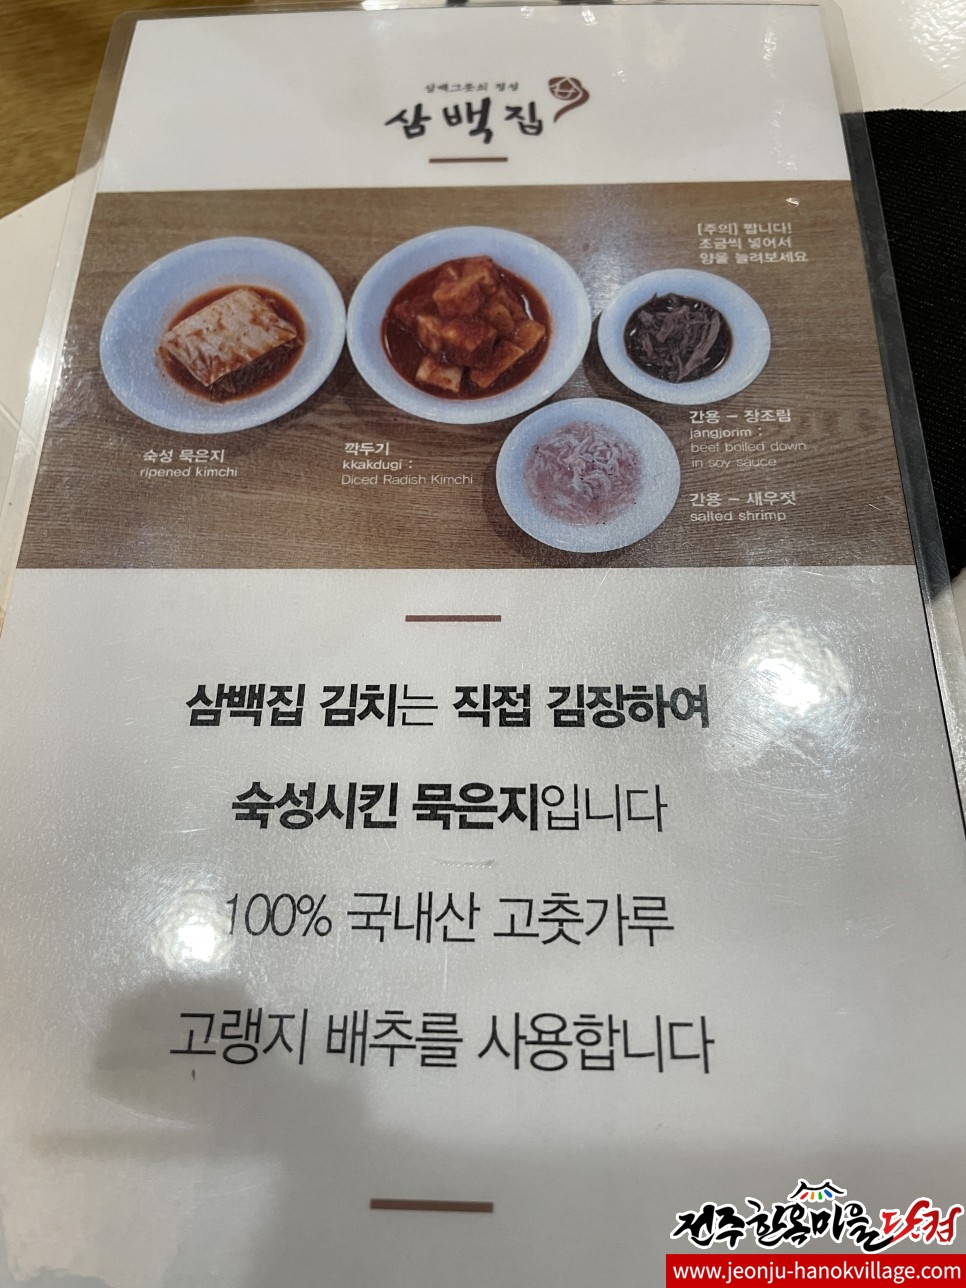 삼백그릇의 정성
삼백집
[주의] 짭니다!
조금씩 넣어서
양을 늘려보세요
숙성 묵은지
ripened kimchi
깍두기
kkakdugi :
Diced Radish Kimchi
간용 - 장조림
jangjorim :
beef boiled down
in soy sauce
간용 - 새우젓
salted shrimp
삼백집 김치는 직접 김장하여
숙성시킨 묵은지입니다
100% 국내산 고춧가루
고랭지 배추를 사용합니다
전주한옥마을닷컴
www.jeonju-hanokvillage.com